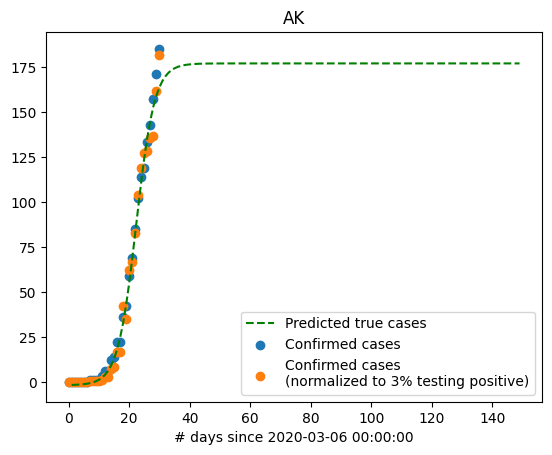 AK
175
150
125
100
75
50
25
0
Predicted true cases
Confirmed cases
Confirmed cases
(normalized to 3% testing positive)
0 20 40 60 80 100 120 140
# days since 2020-03-06 00:00:00